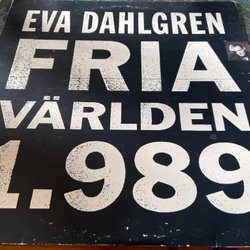 EVA DAHLGREN
FRIA
VÄRLDEN
1.989